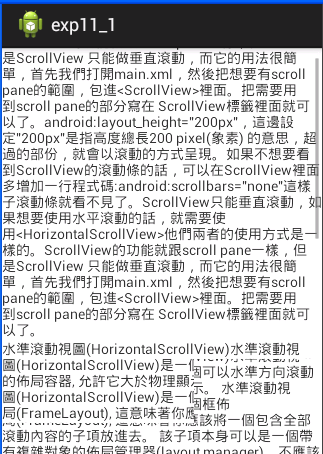 exp11_1
是ScrollView 只能做垂直滾動，而它的用法很簡
單，首先我們打開main.xml，然後把想要有scroll
pane的範圍，包進<ScrollView>裡面。把需要用
到scroll pane的部分寫在 ScrollView標籤裡面就可
以了。android:layout_height="200px"，這邊設
定"200px"是指高度總長200 pixel(象素) 的意思，超
過的部份，就會以滾動的方式呈現。如果不想要看
到ScrollView的滾動條的話，可以在ScrollView裡面
多增加一行程式碼:android:scrollbars="none"這樣
子滾動條就看不見了。ScrollView只能垂直滾動，如
果想要使用水平滾動的話，就需要使
用<HorizontalScrollView>他們兩者的使用方式是一
樣的。ScrollView的功能就跟scroll pane一樣，但
是ScrollView 只能做垂直滾動，而它的用法很簡
單，首先我們打開main.xml，然後把想要有scroll
pane的範圍，包進<ScrollView>裡面。把需要用
到scroll pane的部分寫在 ScrollView標籤裡面就可
以了。
水準滾動視圖(HorizontalScrollView)水準滾動視
圖(HorizontalScrollView)是一個可以水準方向滾動
的佈局容器, 允許它大於物理顯示。 水準滾動視
圖(HorizontalScrollView)是一個框佈
局(FrameLayout), 這意味著你應該將一個包含全部
滾動內容的子項放進去。 該子項本身可以是一個帶
有複雜對象的佈局管理器(layout manager)。不應該